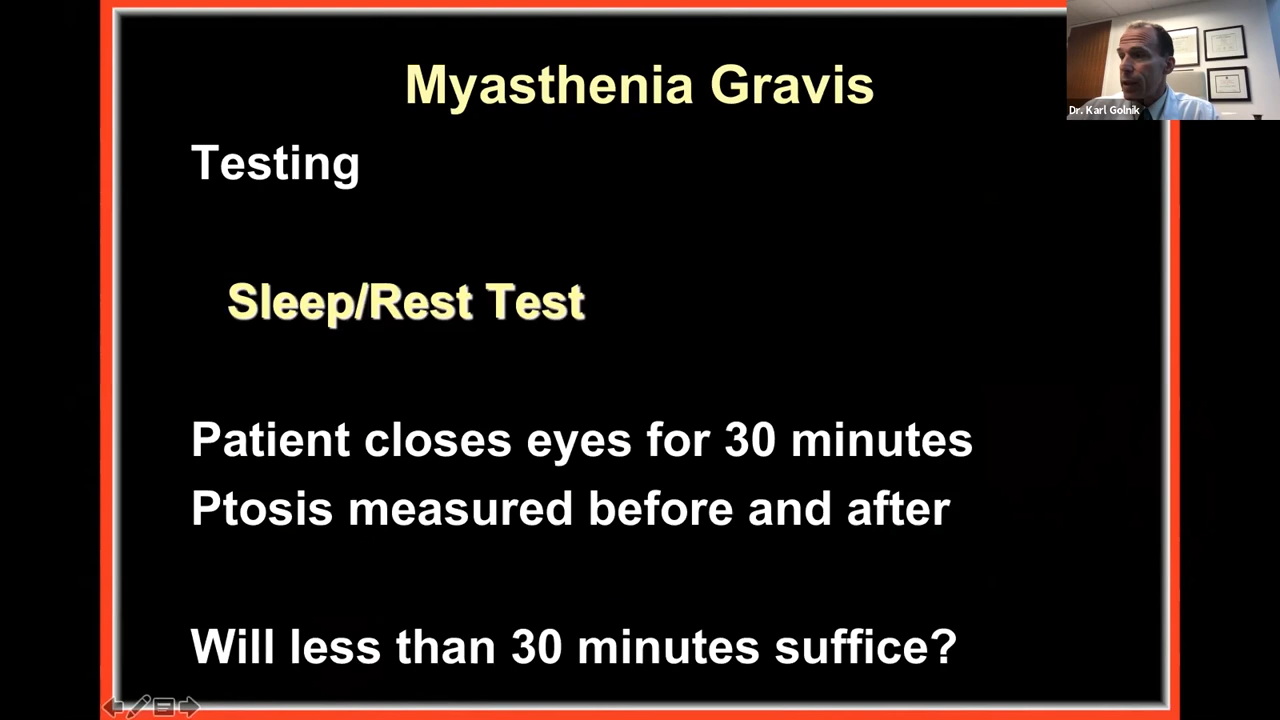 Myasthenia Gravis
Dr. Karl Golnik
Testing
Sleep/Rest Test
Patient closes eyes for 30 minutes
Ptosis measured before and after
Will less than 30 minutes suffice?